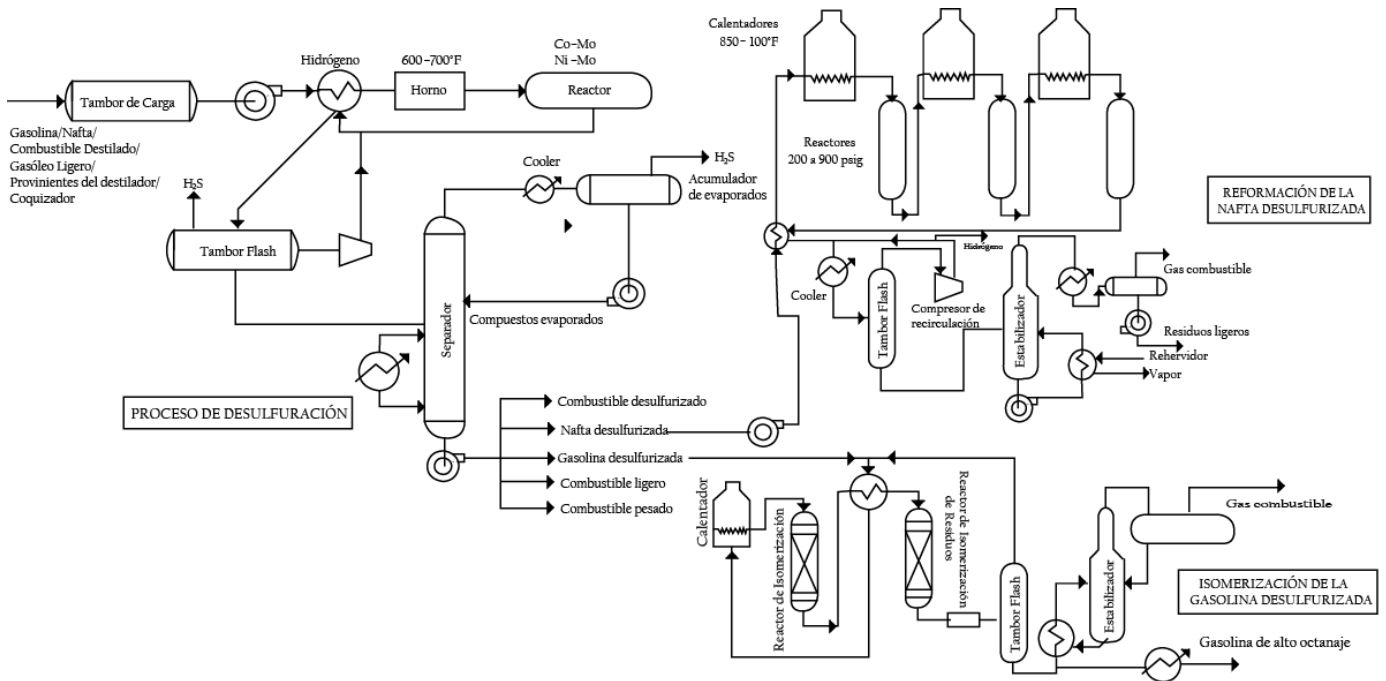 Tambor de Carga
Gasolina/Nafta/
Combustible Destilado/
Gasóleo Ligero/
Provinientes del destilador/
Coquizador
Hidrógeno
600-700°F
Horno
Co-Mo
Ni-Mo
Reactor
H₂S
Tambor Flash
Cooler
H₂S
Acumulador
de evaporados
Compuestos evaporados
Separador
PROCESO DE DESULFURACIÓN
Combustible desulfurizado
Nafta desulfurizada
Gasolina desulfurizada
Combustible ligero
Combustible pesado
Calentadores
850-100°F
Reactores
200 a 900 psig
REFORMACIÓN DE LA
NAFTA DESULFURIZADA
Hidrógeno
Cooler
Tambor Flash
Compresor de
recirculación
Estabilizador
Gas combustible
Residuos ligeros
Rehervidor
Vapor
Calentador
Reactor de Isomerización
Reactor de Isomerización
de Residuos
Tambor Flash
Estabilizador
Gas combustible
ISOMERIZACIÓN DE LA
GASOLINA DESULFURIZADA
Gasolina de alto octanaje